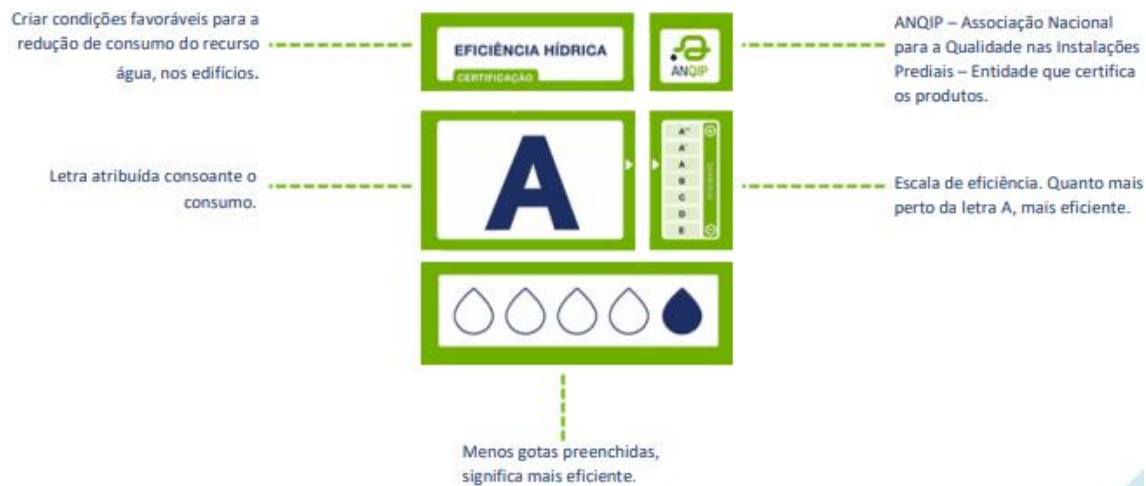 Criar condições favoráveis para a
redução de consumo do recurso
água, nos edifícios.
EFICIÊNCIA HÍDRICA
CERTIFICAÇÃO
ANQIP
ANQIP – Associação Nacional
para a Qualidade nas Instalações
Prediais – Entidade que certifica
os produtos.
Letra atribuída consoante o
consumo.
A
A++
A+
A
B
C
D
E
Escala de eficiência. Quanto mais
perto da letra A, mais eficiente.
Menos gotas preenchidas,
significa mais eficiente.